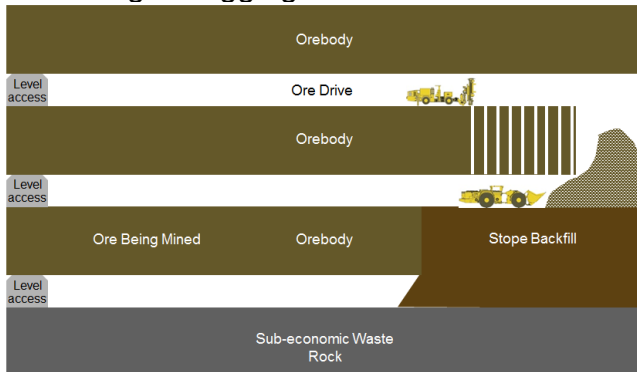 Orebody
Level
access
Ore Drive
Orebody
Level
access
Ore Being Mined
Orebody
Stope Backfill
Level
access
Sub-economic Waste
Rock